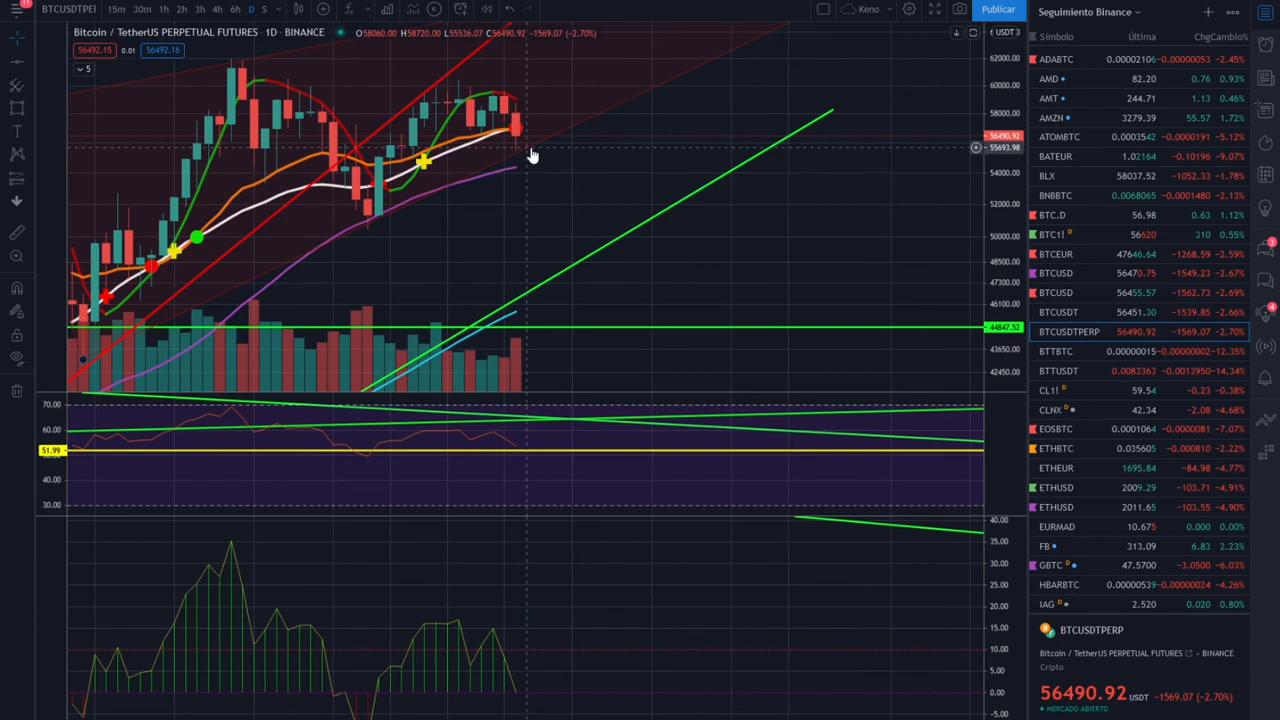 11
BTCUSDTPEI 15m 30m 1h 2h 3h 4h 6h D S Keno Publicar
Bitcoin / TetherUS PERPETUAL FUTURES · 1D · BINANCE O58060.00 H58720.00 L55536.07 C56490.92 −1569.07 (−2.70%)
56492.15 0.01 56492.16
5
USDT
62000.00
60000.00
58000.00
56490.92
55693.98
54000.00
52000.00
50000.00
48500.00
47300.00
46100.00
44847.52
43650.00
42450.00
70.00
60.00
51.99
40.00
30.00
40.00
35.00
30.00
25.00
20.00
15.00
10.00
5.00
0.00
−5.00
Seguimiento Binance
Símbolo Última Chg Cambio%
ADABTC 0.00002106 −0.00000053 −2.45%
AMD 82.20 0.76 0.93%
AMT 244.71 1.13 0.46%
AMZN 3279.39 55.57 1.72%
ATOMBTC 0.0003542 −0.0000191 −5.12%
BATEUR 1.02164 −0.10196 −9.07%
BLX 58037.52 −1052.33 −1.78%
BNBBTC 0.0068065 −0.0001480 −2.13%
BTC.D 56.98 0.63 1.12%
BTC1! D 56620 310 0.55%
BTCEUR 47646.64 −1268.59 −2.59%
BTCUSD 56470.75 −1549.23 −2.67%
BTCUSD 56455.57 −1562.73 −2.69%
BTCUSDT 56451.30 −1539.85 −2.66%
BTCUSDTPERP 56490.92 −1569.07 −2.70%
BTTBTC 0.00000015 −0.00000002 −12.35%
BTTUSDT 0.0083363 −0.0013950 −14.34%
CL1! D 59.54 −0.23 −0.38%
CLNX 42.34 −2.08 −4.68%
EOSBTC 0.0001064 −0.0000081 −7.07%
ETHBTC 0.035605 −0.000810 −2.22%
ETHEUR 1695.84 −84.98 −4.77%
ETHUSD 2009.29 −103.71 −4.91%
ETHUSD 2011.65 −103.55 −4.90%
EURMAD 10.675 0.000 0.00%
FB 313.09 6.83 2.23%
GBTC D 47.5700 −3.0500 −6.03%
HBARBTC 0.00000539 −0.00000024 −4.26%
IAG D 2.520 0.020 0.80%
3
4
BTCUSDTPERP
Bitcoin / TetherUS PERPETUAL FUTURES · BINANCE
Cripto
56490.92 USDT −1569.07 (−2.70%)
MERCADO ABIERTO